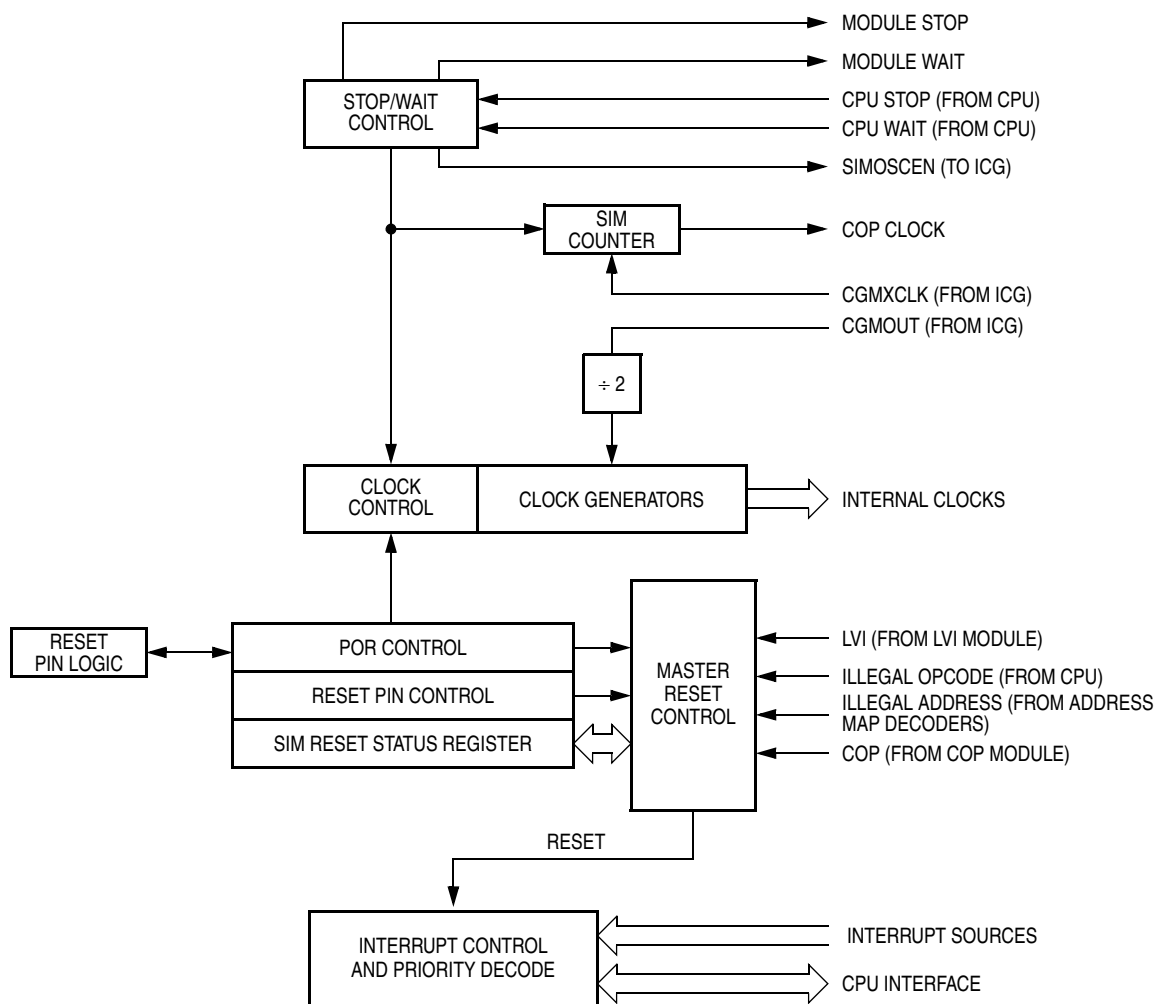 MODULE STOP
MODULE WAIT
STOP/WAIT
CONTROL
CPU STOP (FROM CPU)
CPU WAIT (FROM CPU)
SIMOSCEN (TO ICG)
SIM
COUNTER
COP CLOCK
CGMXCLK (FROM ICG)
CGMOUT (FROM ICG)
÷ 2
CLOCK
CONTROL
CLOCK GENERATORS
INTERNAL CLOCKS
RESET
PIN LOGIC
POR CONTROL
RESET PIN CONTROL
SIM RESET STATUS REGISTER
MASTER
RESET
CONTROL
LVI (FROM LVI MODULE)
ILLEGAL OPCODE (FROM CPU)
ILLEGAL ADDRESS (FROM ADDRESS
MAP DECODERS)
COP (FROM COP MODULE)
RESET
INTERRUPT CONTROL
AND PRIORITY DECODE
INTERRUPT SOURCES
CPU INTERFACE